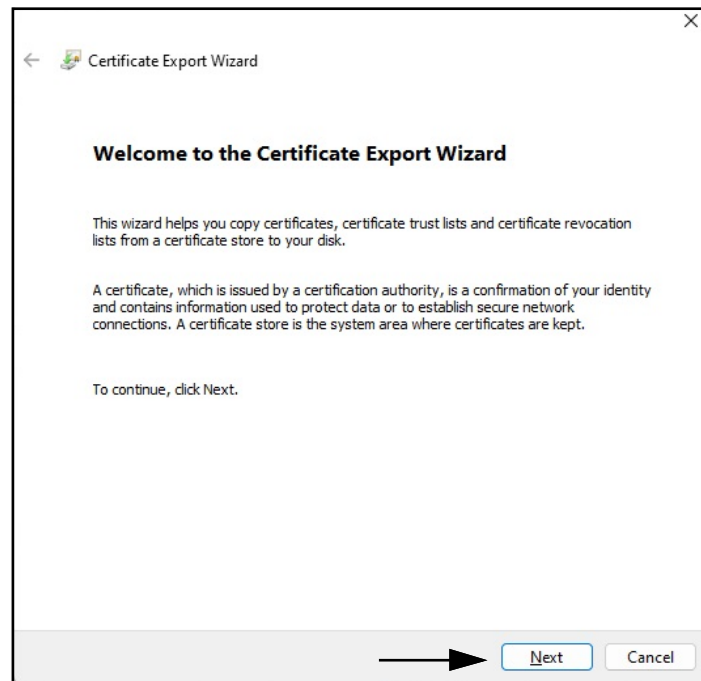 Certificate Export Wizard
Welcome to the Certificate Export Wizard
This wizard helps you copy certificates, certificate trust lists and certificate revocation
lists from a certificate store to your disk.
A certificate, which is issued by a certification authority, is a confirmation of your identity
and contains information used to protect data or to establish secure network
connections. A certificate store is the system area where certificates are kept.
To continue, click Next.
Next Cancel